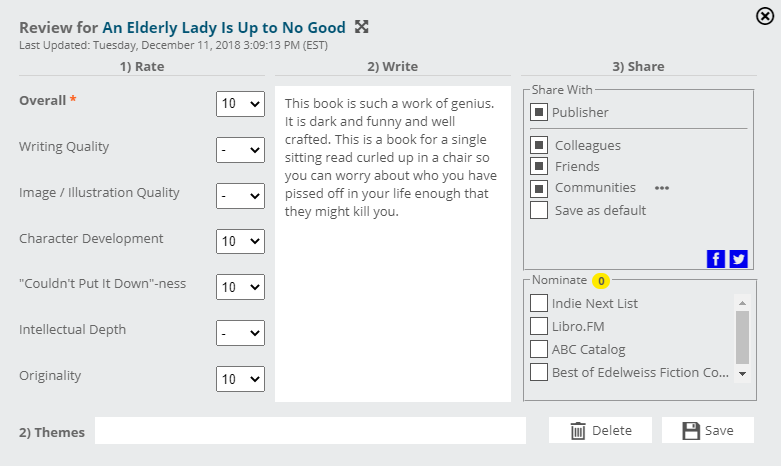 Review for An Elderly Lady Is Up to No Good
Last Updated: Tuesday, December 11, 2018 3:09:13 PM (EST)
1) Rate
2) Write
3) Share
Overall * 10
Writing Quality -
Image / Illustration Quality -
Character Development 10
"Couldn't Put It Down"-ness 10
Intellectual Depth -
Originality 10
This book is such a work of genius.
It is dark and funny and well
crafted. This is a book for a single
sitting read curled up in a chair so
you can worry about who you have
pissed off in your life enough that
they might kill you.
Share With
Publisher
Colleagues
Friends
Communities •••
Save as default
Nominate 0
Indie Next List
Libro.FM
ABC Catalog
Best of Edelweiss Fiction Co...
2) Themes
Delete
Save